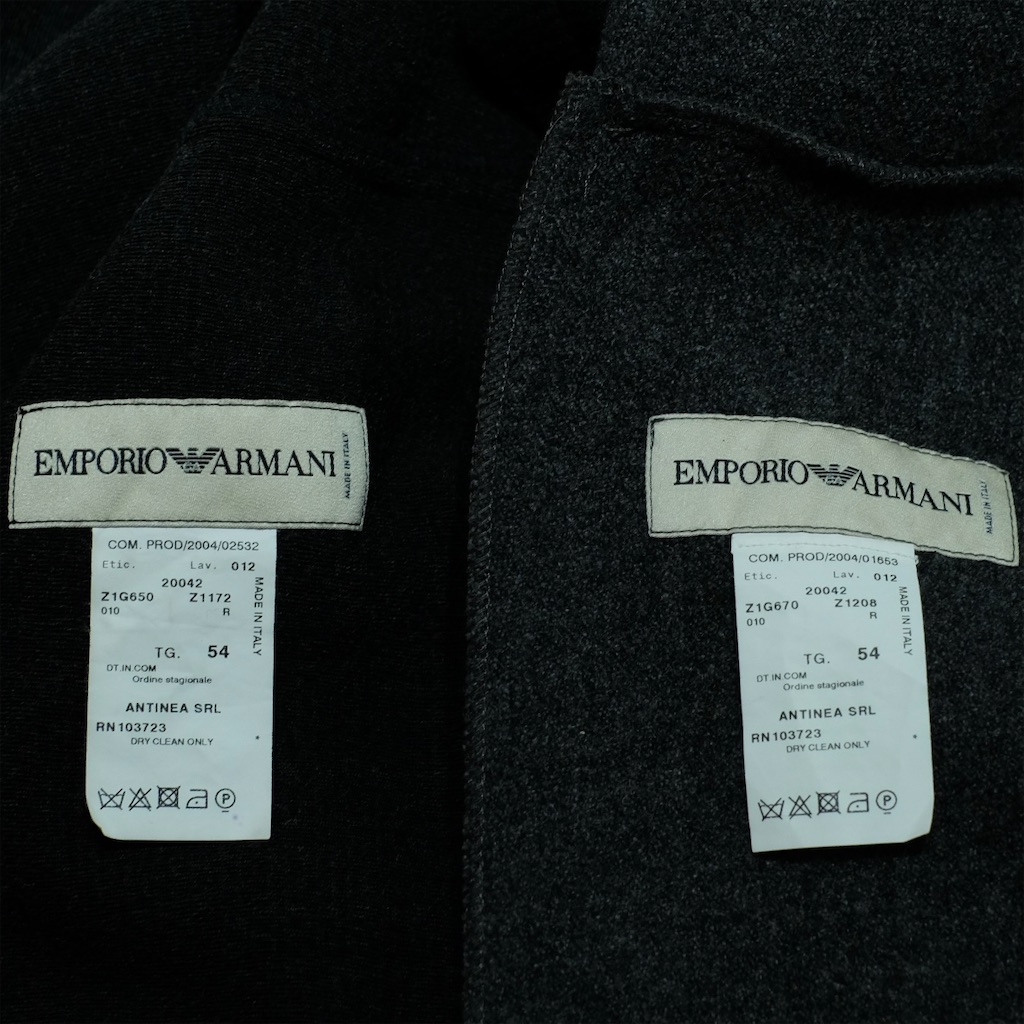 EMPORIO ARMANI
MADE IN ITALY
COM. PROD/2004/02532
Etic. Lav. 012
20042
Z1G650 Z1172
010 R
MADE IN ITALY
TG. 54
DT.IN.COM
Ordine stagionale
ANTINEA SRL
RN103723
DRY CLEAN ONLY
P
EMPORIO ARMANI
MADE IN ITALY
COM. PROD/2004/01653
Etic. Lav. 012
20042
Z1G670 Z1208
010 R
MADE IN ITALY
TG. 54
DT.IN.COM
Ordine stagionale
ANTINEA SRL
RN103723
DRY CLEAN ONLY
P